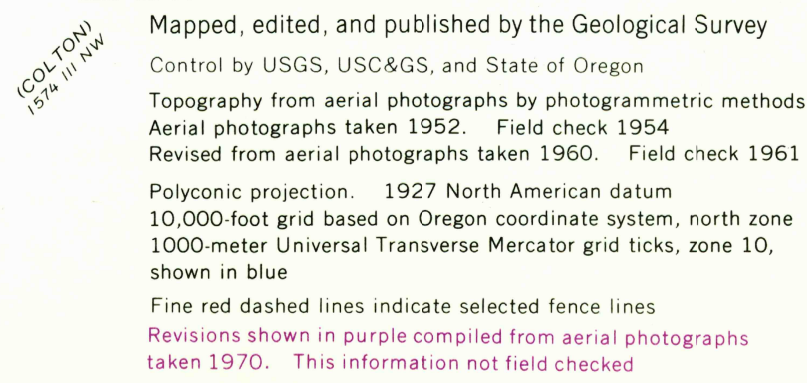 (COLTON)
1574 III NW
Mapped, edited, and published by the Geological Survey
Control by USGS, USC&GS, and State of Oregon
Topography from aerial photographs by photogrammetric methods
Aerial photographs taken 1952. Field check 1954
Revised from aerial photographs taken 1960. Field check 1961
Polyconic projection. 1927 North American datum
10,000-foot grid based on Oregon coordinate system, north zone
1000-meter Universal Transverse Mercator grid ticks, zone 10,
shown in blue
Fine red dashed lines indicate selected fence lines
Revisions shown in purple compiled from aerial photographs
taken 1970. This information not field checked